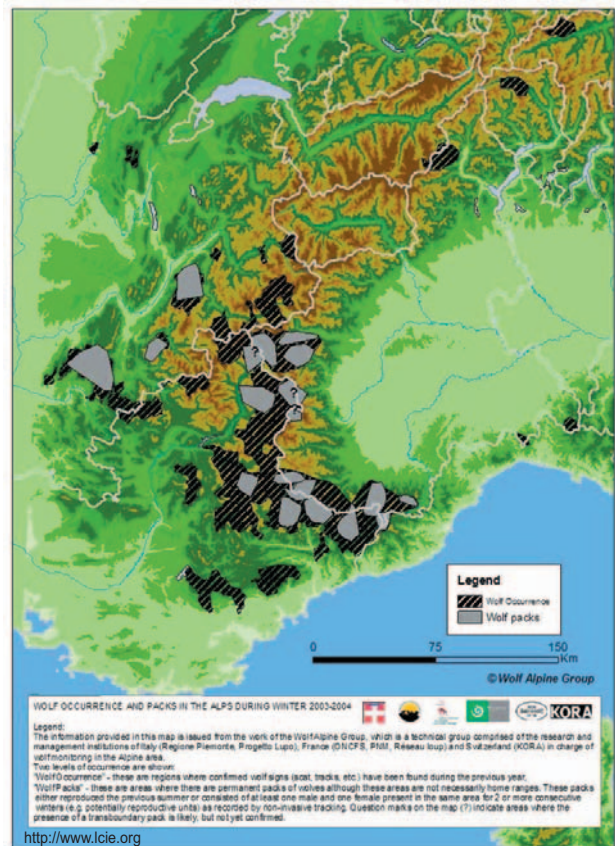 ?
?
?
Legend
Wolf Occurrence
Wolf packs
0 75 150
Km
©Wolf Alpine Group
WOLF OCCURRENCE AND PACKS IN THE ALPS DURING WINTER 2003-2004
KORA
Legend:
The information provided in this map is issued from the work of the Wolf Alpine Group, which is a technical group comprised of the research and
management institutions of Italy (Regione Piemonte, Progetto Lupo), France (ONCFS, PNM, Réseau loup) and Switzerland (KORA) in charge of
wolf monitoring in the Alpine area.
Two levels of occurrence are shown:
"Wolf Occurrence" - these are regions where confirmed wolf signs (scat, tracks, etc.) have been found during the previous year,
"Wolf Packs" - these are areas where there are permanent packs of wolves although these areas are not necessarily home ranges. These packs
either reproduced the previous summer or consisted of at least one male and one female present in the same area for 2 or more consecutive
winters (e.g. potentially reproductive units) as recorded by non-invasive tracking. Question marks on the map (?) indicate areas where the
presence of a transboundary pack is likely, but not yet confirmed.
http://www.lcie.org